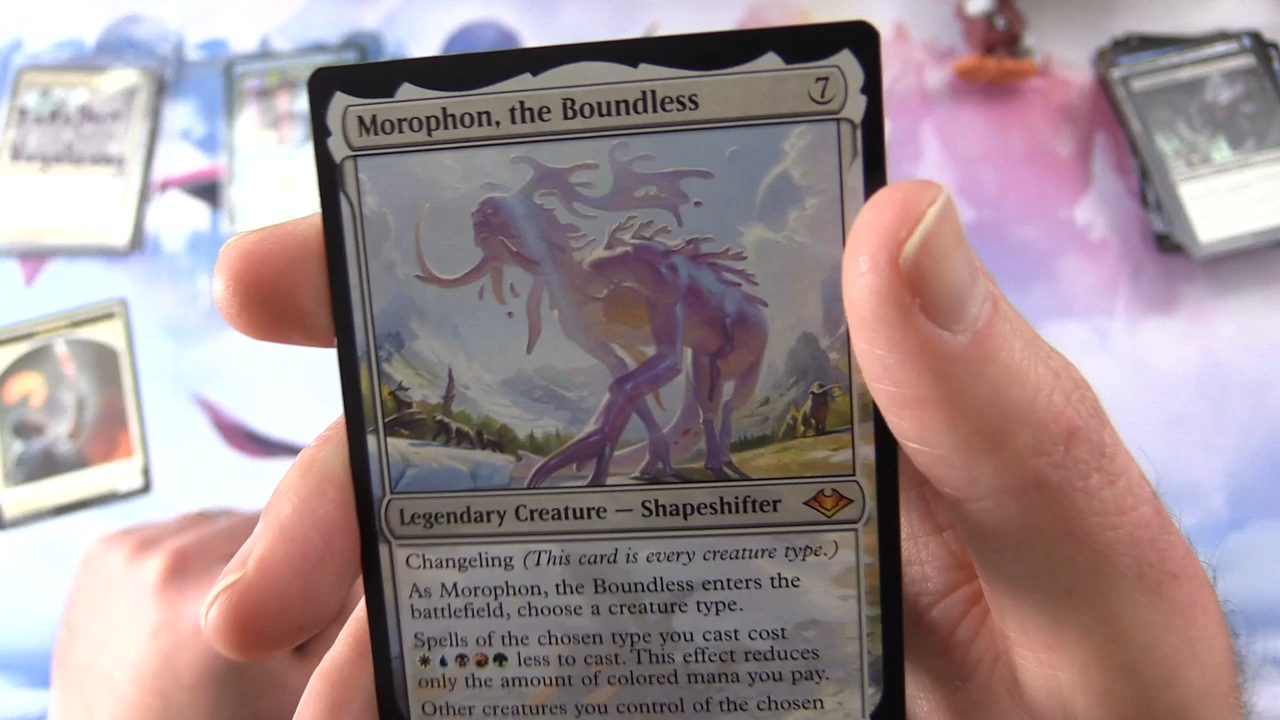 Morophon, the Boundless 7
Legendary Creature — Shapeshifter
Changeling (This card is every creature type.)
As Morophon, the Boundless enters the
battlefield, choose a creature type.
Spells of the chosen type you cast cost
less to cast. This effect reduces
only the amount of colored mana you pay.
Other creatures you control of the chosen